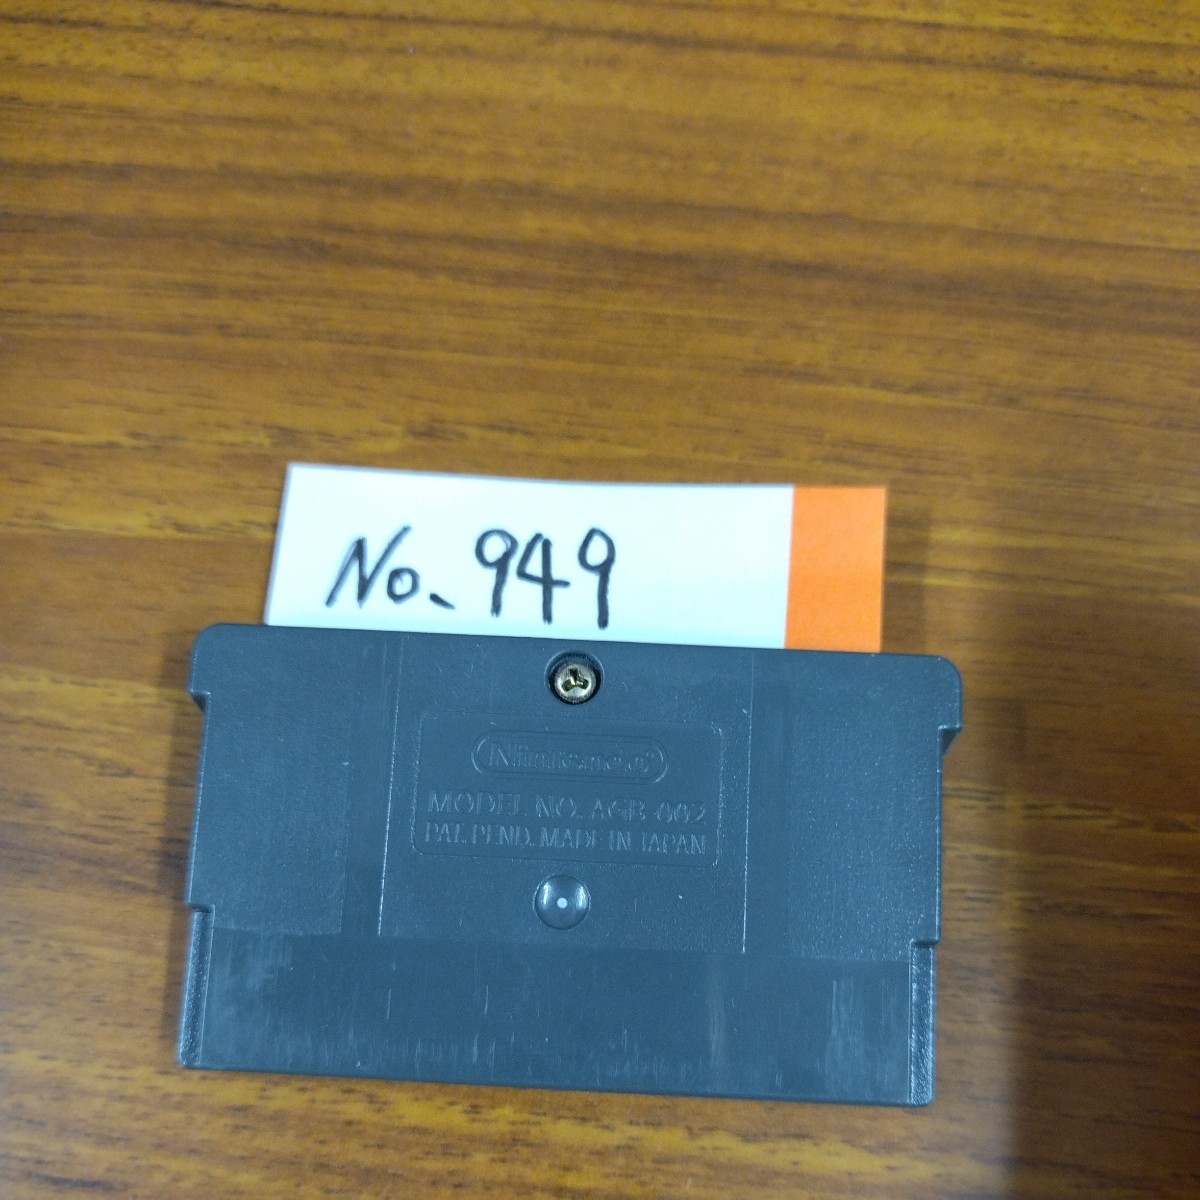 No. 949
Nintendo
MODEL NO. AGB-002
PAT. PEND. MADE IN JAPAN